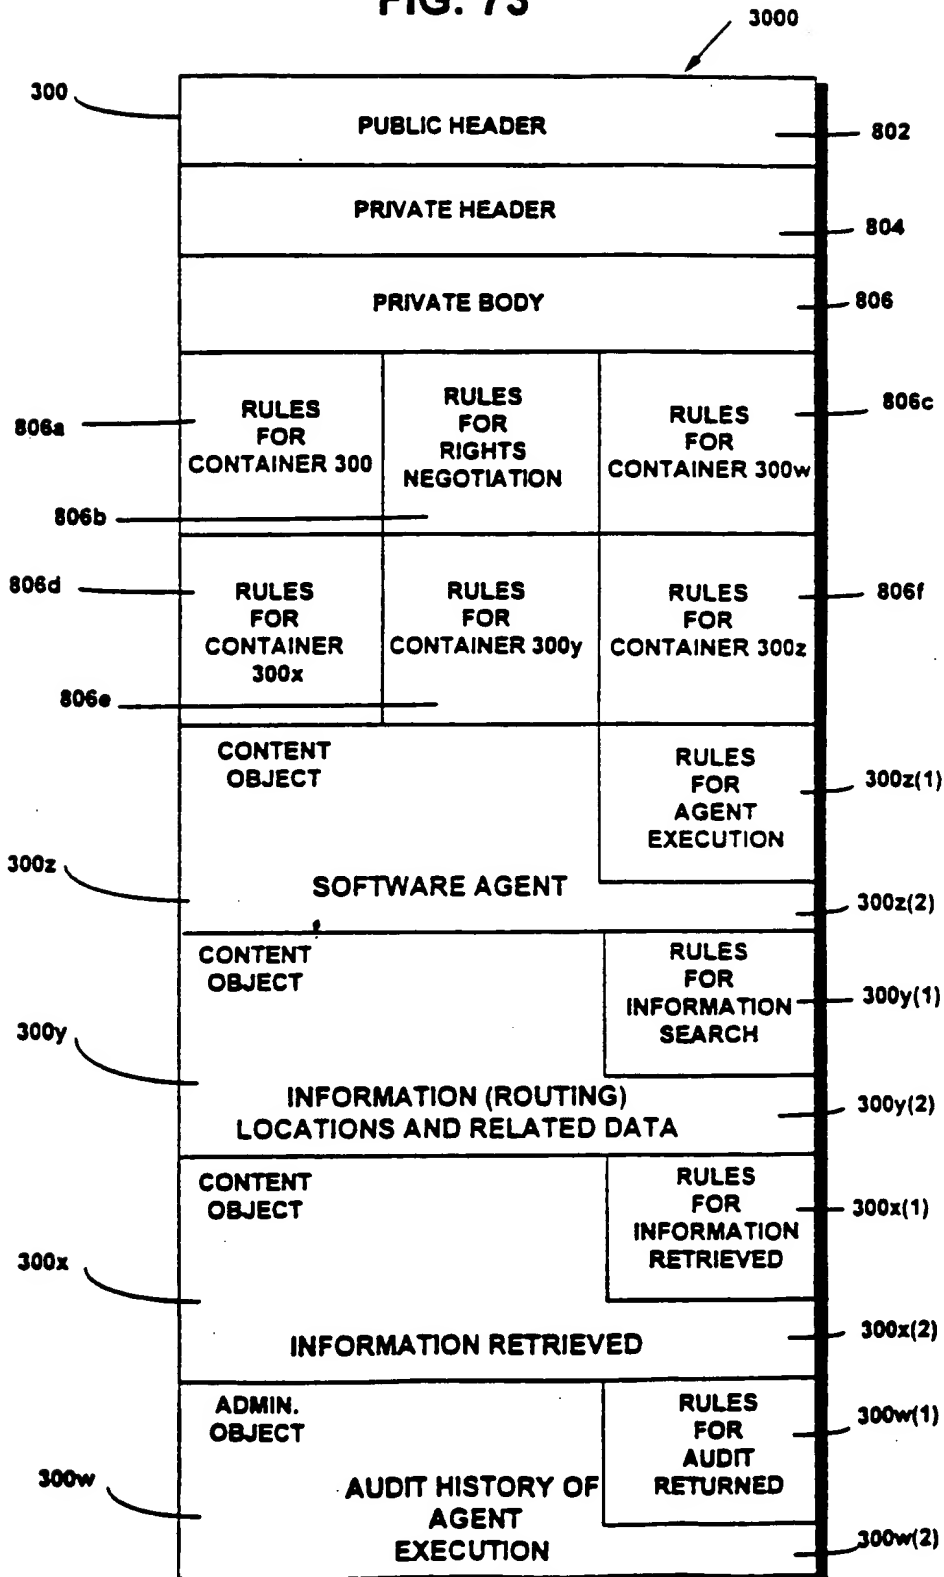 FIG. 73
3000
300
PUBLIC HEADER
802
PRIVATE HEADER
804
PRIVATE BODY
806
806a
RULES
FOR
CONTAINER 300
806b
RULES
FOR
RIGHTS
NEGOTIATION
RULES
FOR
CONTAINER 300w
806c
806d
RULES
FOR
CONTAINER
300x
806e
RULES
FOR
CONTAINER 300y
RULES
FOR
CONTAINER 300z
806f
CONTENT
OBJECT
RULES
FOR
AGENT
EXECUTION
300z(1)
300z
SOFTWARE AGENT
300z(2)
CONTENT
OBJECT
RULES
FOR
INFORMATION
SEARCH
300y(1)
300y
INFORMATION (ROUTING)
LOCATIONS AND RELATED DATA
300y(2)
CONTENT
OBJECT
RULES
FOR
INFORMATION
RETRIEVED
300x(1)
300x
INFORMATION RETRIEVED
300x(2)
ADMIN.
OBJECT
RULES
FOR
AUDIT
RETURNED
300w(1)
300w
AUDIT HISTORY OF
AGENT
EXECUTION
300w(2)